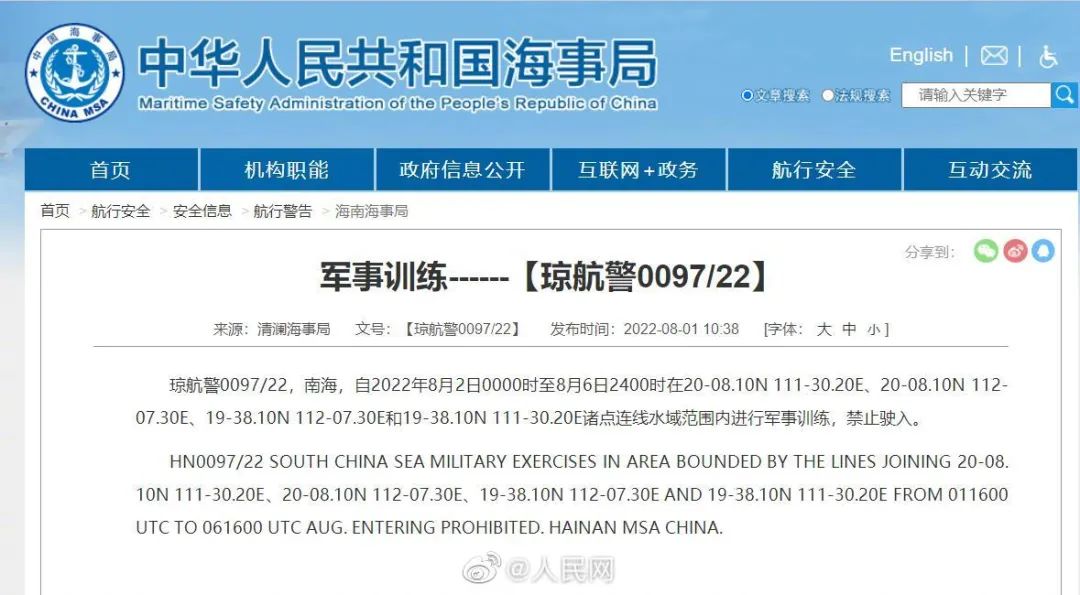 中国海事局
CHINA MSA
中华人民共和国海事局
Maritime Safety Administration of the People's Republic of China
English
文章搜索 法规搜索 请输入关键字
首页 机构职能 政府信息公开 互联网+政务 航行安全 互动交流
首页 > 航行安全 > 安全信息 > 航行警告 > 海南海事局
分享到：
军事训练------【琼航警0097/22】
来源：清澜海事局 文号：【琼航警0097/22】 发布时间：2022-08-01 10:38 [字体： 大 中 小 ]
琼航警0097/22，南海，自2022年8月2日0000时至8月6日2400时在20-08.10N 111-30.20E、20-08.10N 112-
07.30E、19-38.10N 112-07.30E和19-38.10N 111-30.20E诸点连线水域范围内进行军事训练，禁止驶入。
HN0097/22 SOUTH CHINA SEA MILITARY EXERCISES IN AREA BOUNDED BY THE LINES JOINING 20-08.
10N 111-30.20E、20-08.10N 112-07.30E、19-38.10N 112-07.30E AND 19-38.10N 111-30.20E FROM 011600
UTC TO 061600 UTC AUG. ENTERING PROHIBITED. HAINAN MSA CHINA.
@人民网